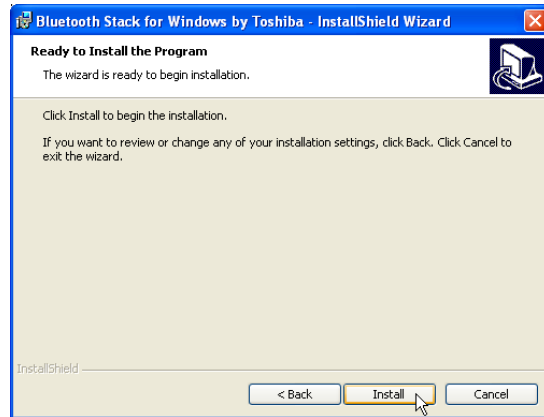 Bluetooth Stack for Windows by Toshiba - InstallShield Wizard
Ready to Install the Program
The wizard is ready to begin installation.
Click Install to begin the installation.
If you want to review or change any of your installation settings, click Back. Click Cancel to
exit the wizard.
InstallShield
< Back Install Cancel